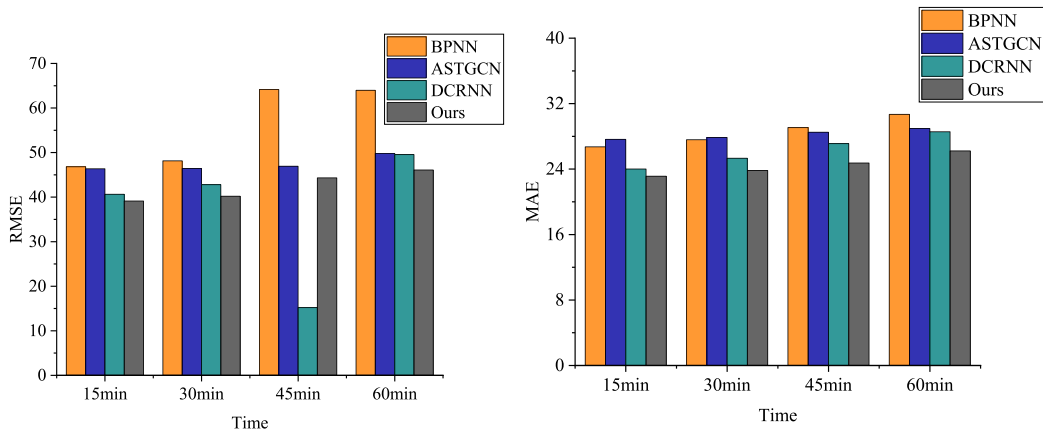 BPNN
ASTGCN
DCRNN
Ours
70
60
50
40
30
20
10
0
RMSE
15min
30min
45min
60min
Time
BPNN
ASTGCN
DCRNN
Ours
40
32
24
16
8
0
MAE
15min
30min
45min
60min
Time